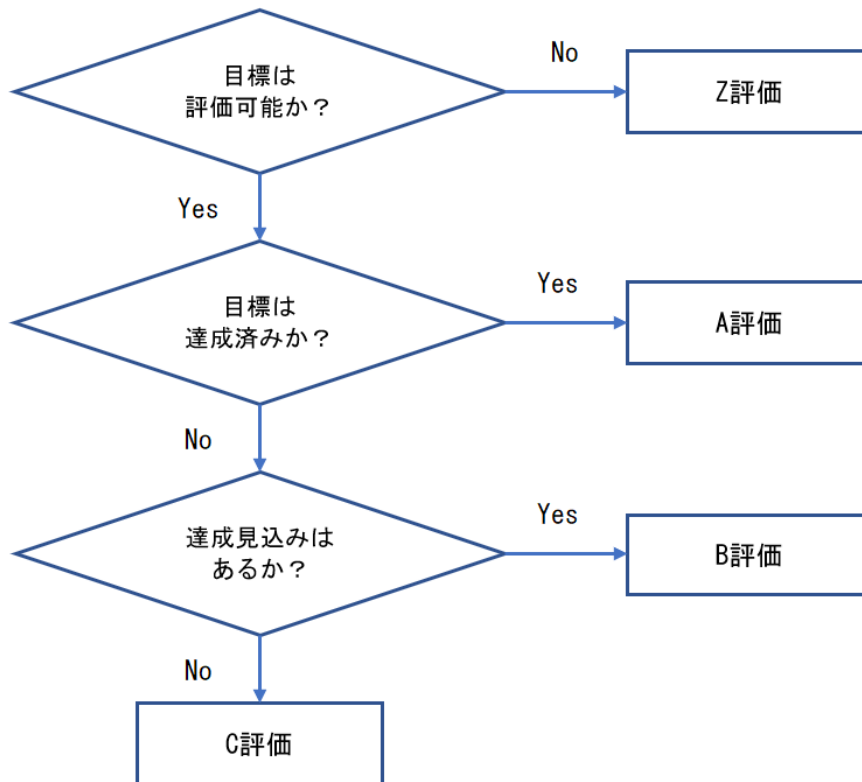 目標は
評価可能か？
No
Z評価
Yes
目標は
達成済みか？
Yes
A評価
No
達成見込みは
あるか？
Yes
B評価
No
C評価